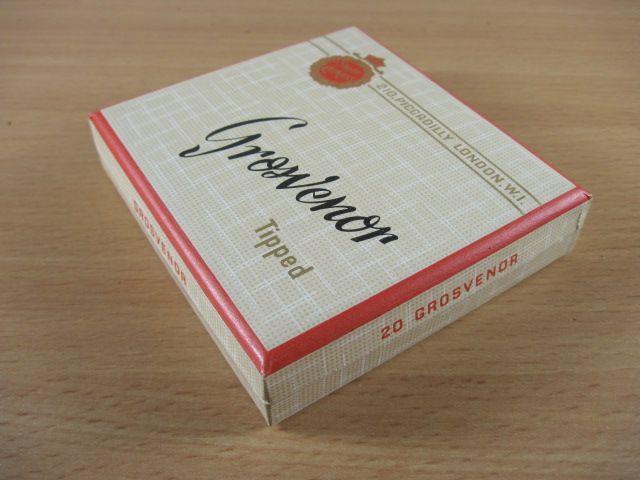 210, PICCADILLY LONDON. W.1.
Grosvenor
Tipped
GROSVENOR
20 GROSVENOR